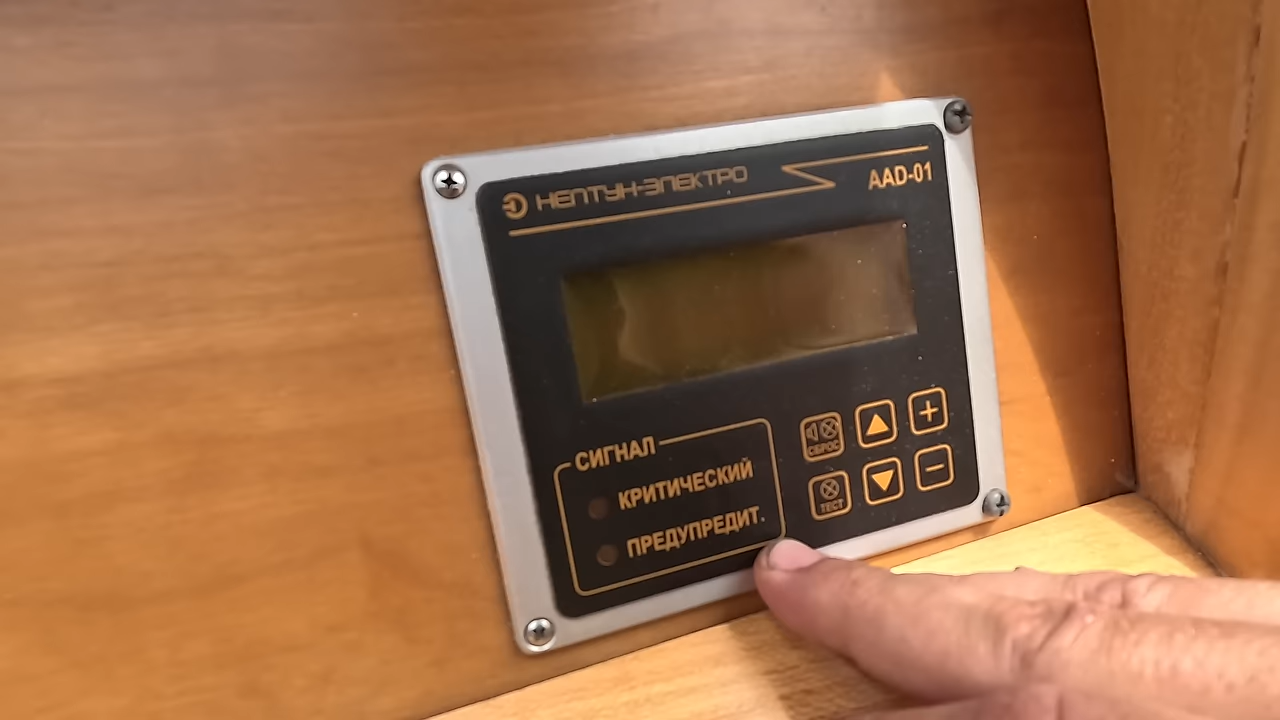 НЕПТУН-ЭЛЕКТРО
AAD-01
СИГНАЛ
КРИТИЧЕСКИЙ
ПРЕДУПРЕДИТ.
СБРОС
+
ТЕСТ
−